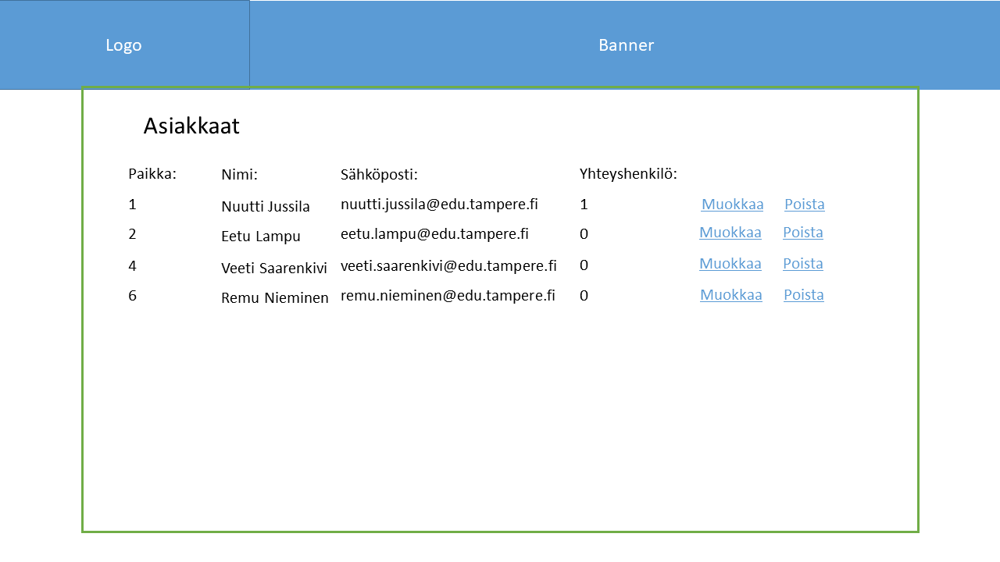 Logo Banner
Asiakkaat
Paikka: Nimi: Sähköposti: Yhteyshenkilö:
1 Nuutti Jussila nuutti.jussila@edu.tampere.fi 1 Muokkaa Poista
2 Eetu Lampu eetu.lampu@edu.tampere.fi 0 Muokkaa Poista
4 Veeti Saarenkivi veeti.saarenkivi@edu.tampere.fi 0 Muokkaa Poista
6 Remu Nieminen remu.nieminen@edu.tampere.fi 0 Muokkaa Poista